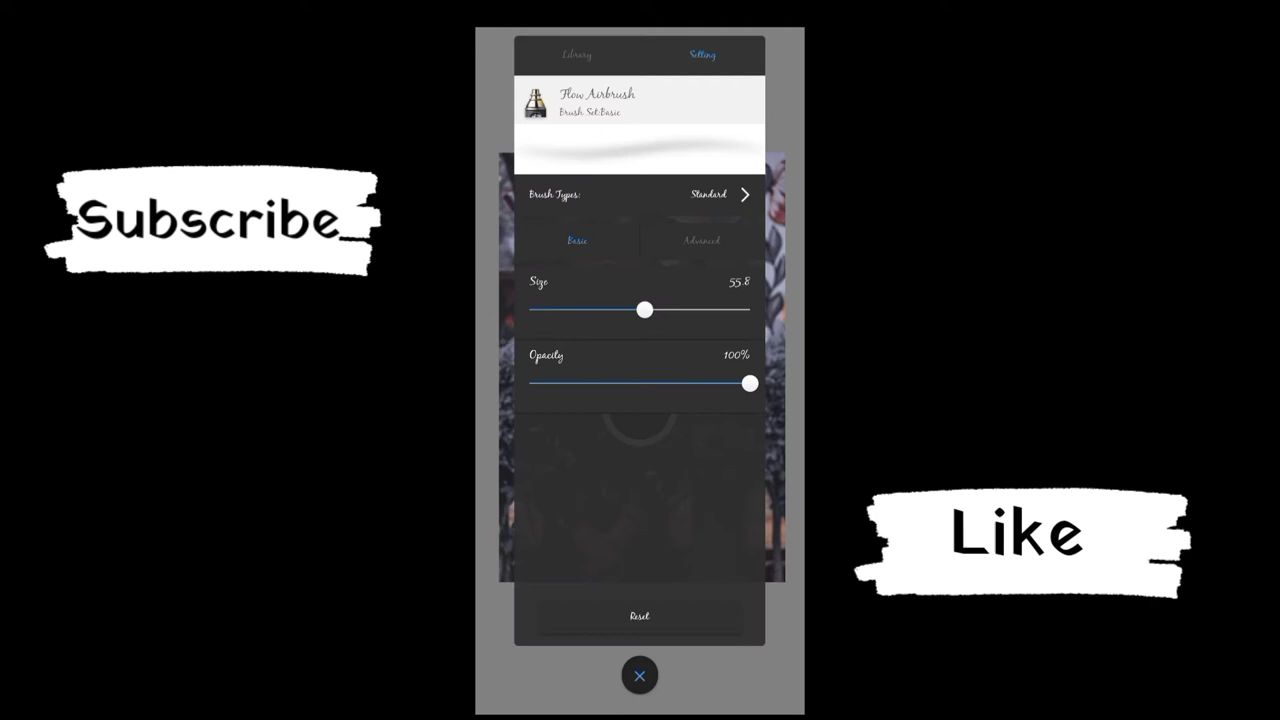 Library Setting
Flow Airbrush
Brush Set:Basic
Brush Types: Standard
Basic Advanced
Size 55.8
Opacity 100%
Reset
Subscribe
Like